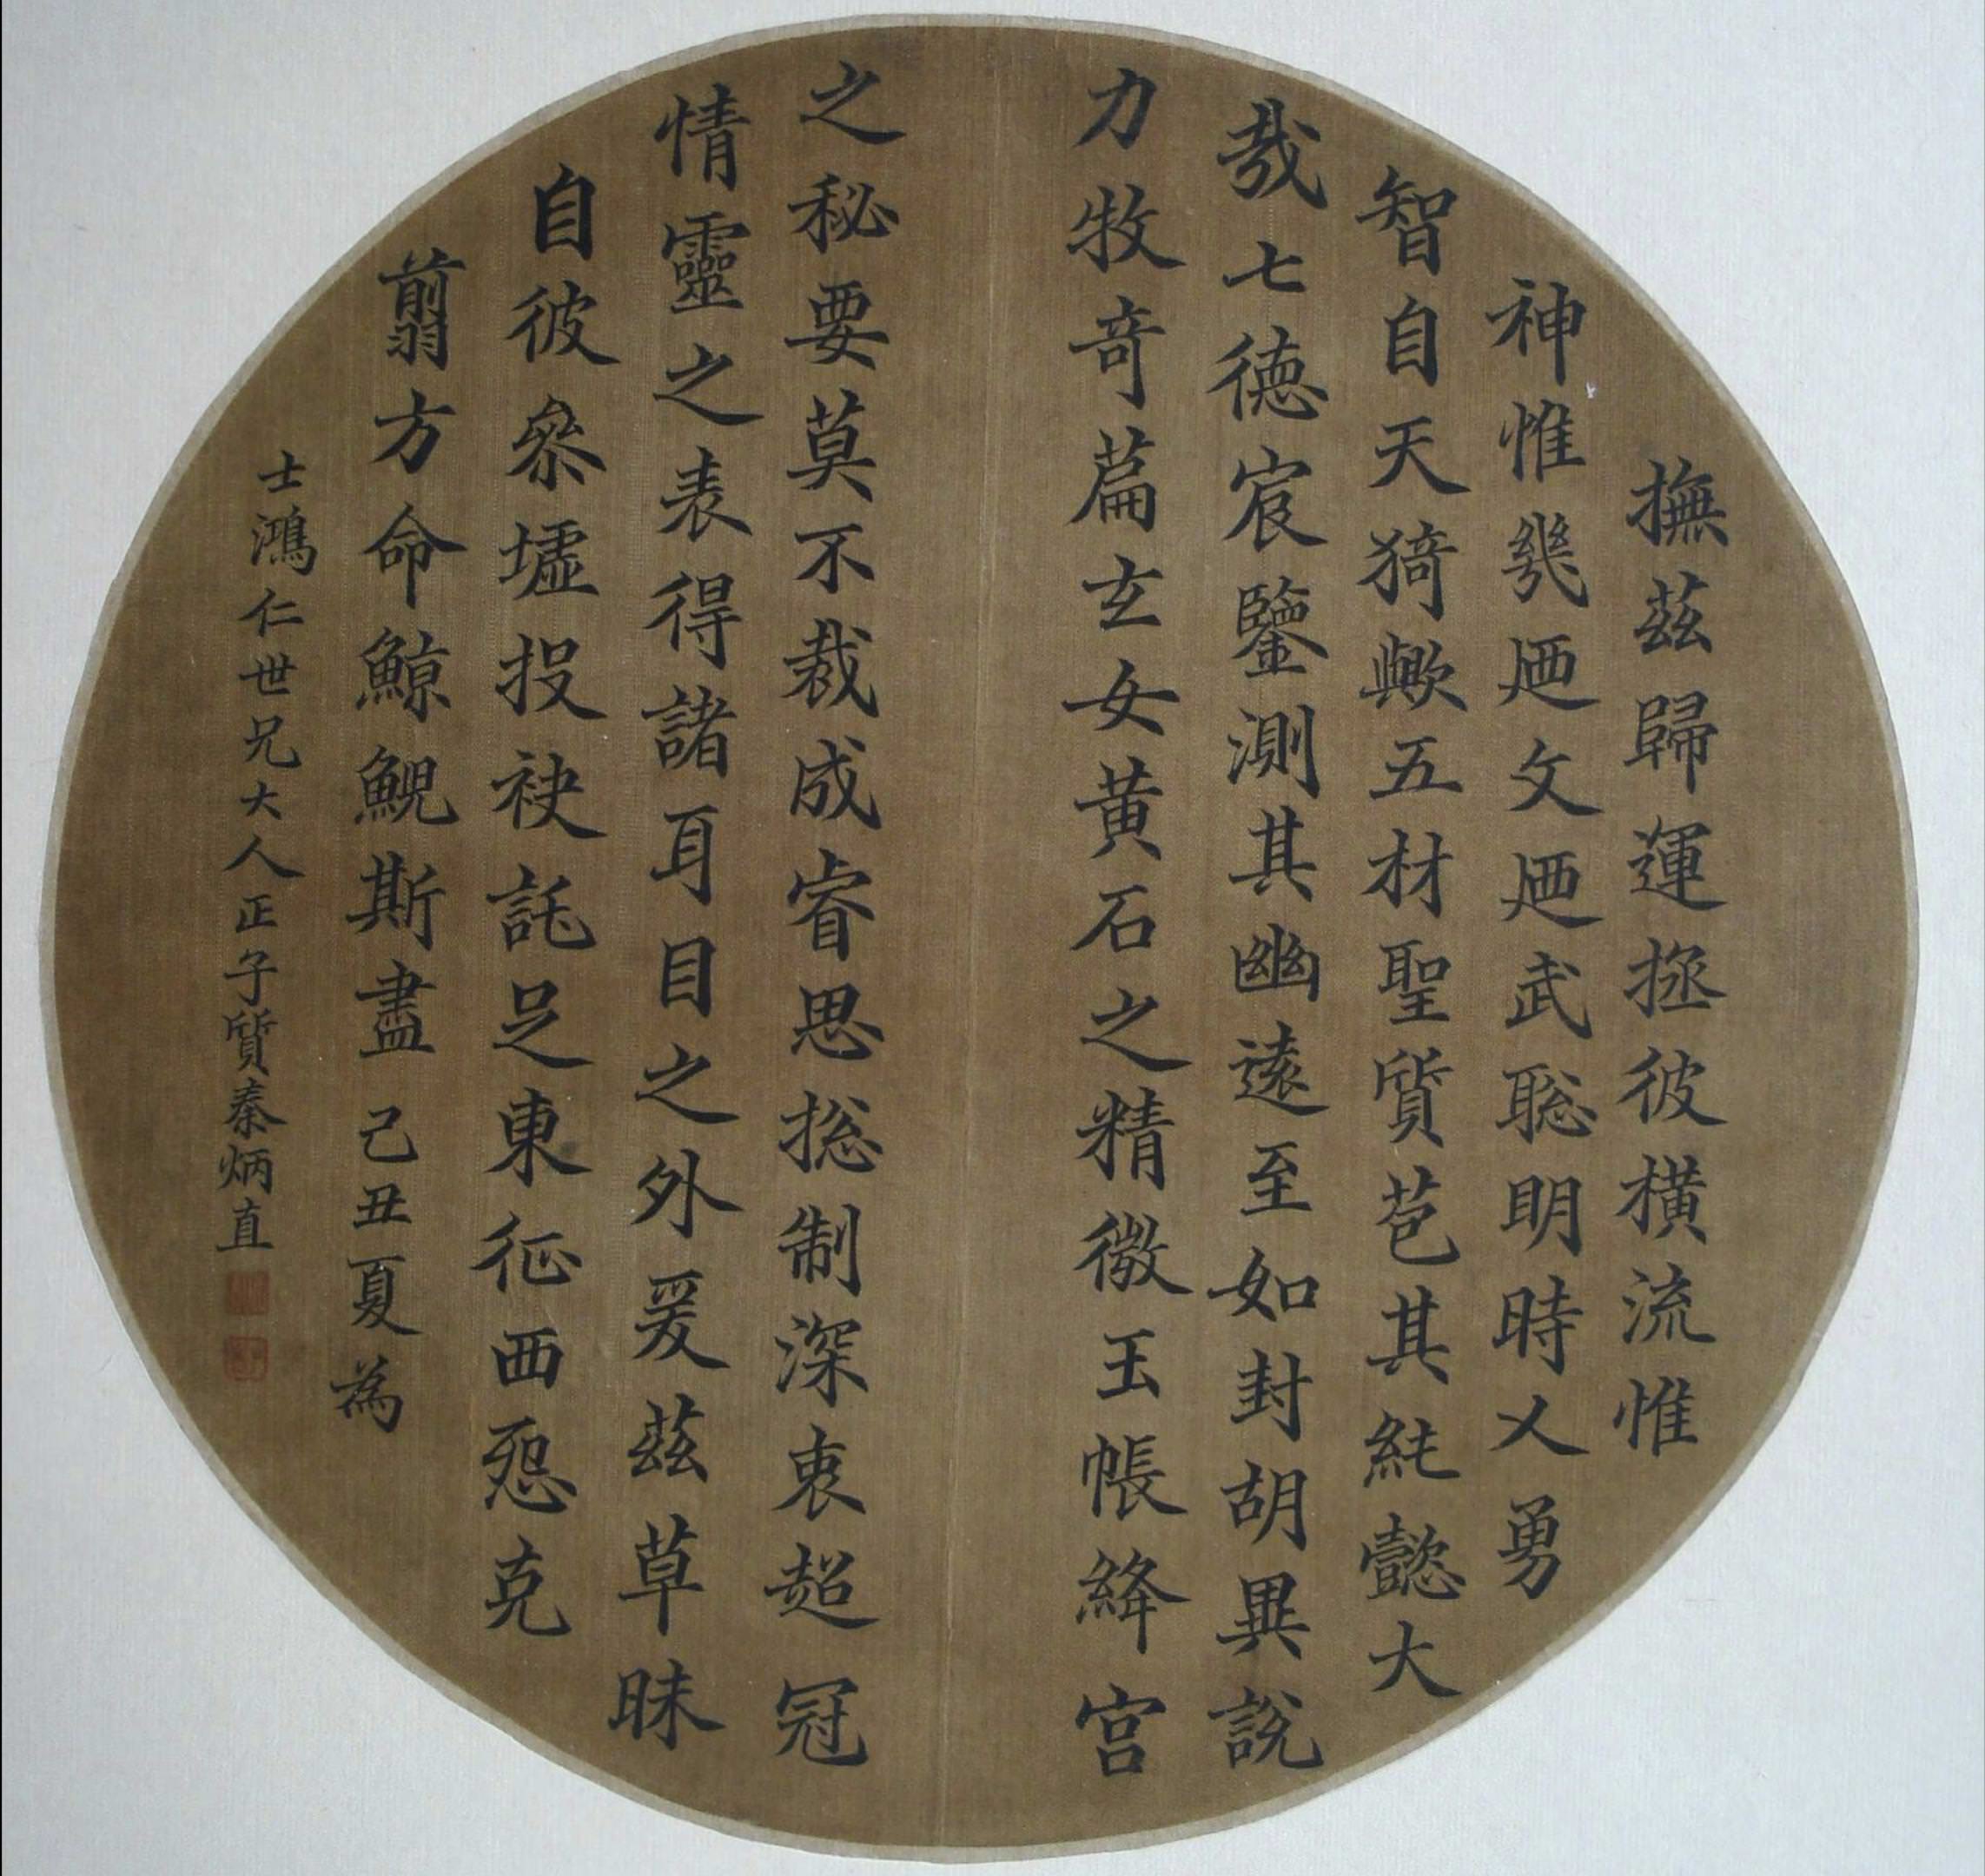 撫茲歸運拯彼橫流惟
神惟幾迺文迺武聰明時乂勇
智自天猗歟五材聖質苞其純懿大
哉七德宸鑒測其幽遠至如封胡異說
力牧奇篇玄女黃石之精微玉帳絳宮
之秘要莫不裁成睿思捴制深衷超冠
情靈之表得諸耳目之外爰茲草昧
自彼參墟投袂託足東征西怨克
翦方命鯨鯢斯盡己丑夏為
士鴻仁世兄大人正子質秦炳直